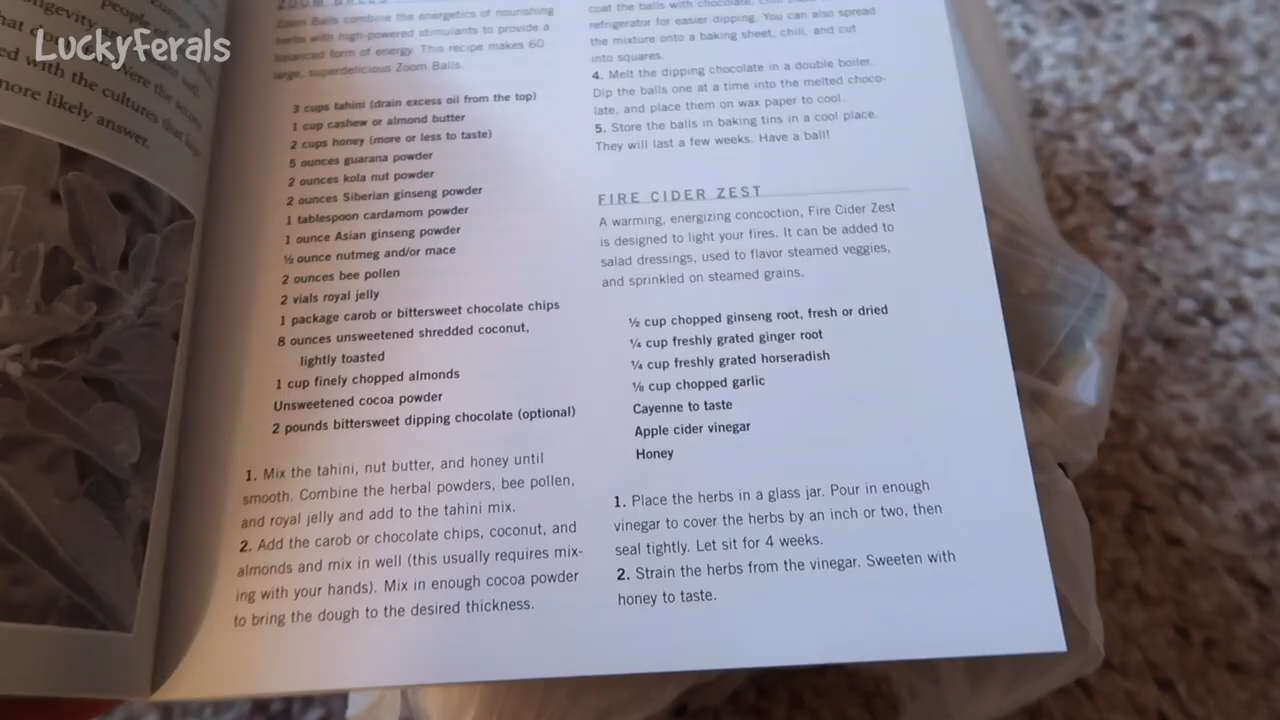 Luckyferals
people
longevity
Were the
ed with the cultures that
more likely answer.
ZOOM BALLS
Zoom Balls combine the energetics of nourishing
herbs with high-powered stimulants to provide a
balanced form of energy. This recipe makes 60
large, superdelicious Zoom Balls.
3 cups tahini (drain excess oil from the top)
1 cup cashew or almond butter
2 cups honey (more or less to taste)
5 ounces guarana powder
2 ounces kola nut powder
2 ounces Siberian ginseng powder
1 tablespoon cardamom powder
1 ounce Asian ginseng powder
½ ounce nutmeg and/or mace
2 ounces bee pollen
2 vials royal jelly
1 package carob or bittersweet chocolate chips
8 ounces unsweetened shredded coconut,
lightly toasted
1 cup finely chopped almonds
Unsweetened cocoa powder
2 pounds bittersweet dipping chocolate (optional)
1. Mix the tahini, nut butter, and honey until
smooth. Combine the herbal powders, bee pollen,
and royal jelly and add to the tahini mix.
2. Add the carob or chocolate chips, coconut, and
almonds and mix in well (this usually requires mix-
ing with your hands). Mix in enough cocoa powder
to bring the dough to the desired thickness.
coat the balls with chocolate,
refrigerator for easier dipping. You can also spread
the mixture onto a baking sheet, chill, and cut
into squares.
4. Melt the dipping chocolate in a double boiler.
Dip the balls one at a time into the melted choco-
late, and place them on wax paper to cool.
5. Store the balls in baking tins in a cool place.
They will last a few weeks. Have a ball!
FIRE CIDER ZEST
A warming, energizing concoction, Fire Cider Zest
is designed to light your fires. It can be added to
salad dressings, used to flavor steamed veggies,
and sprinkled on steamed grains.
½ cup chopped ginseng root, fresh or dried
¼ cup freshly grated ginger root
¼ cup freshly grated horseradish
⅛ cup chopped garlic
Cayenne to taste
Apple cider vinegar
Honey
1. Place the herbs in a glass jar. Pour in enough
vinegar to cover the herbs by an inch or two, then
seal tightly. Let sit for 4 weeks.
2. Strain the herbs from the vinegar. Sweeten with
honey to taste.